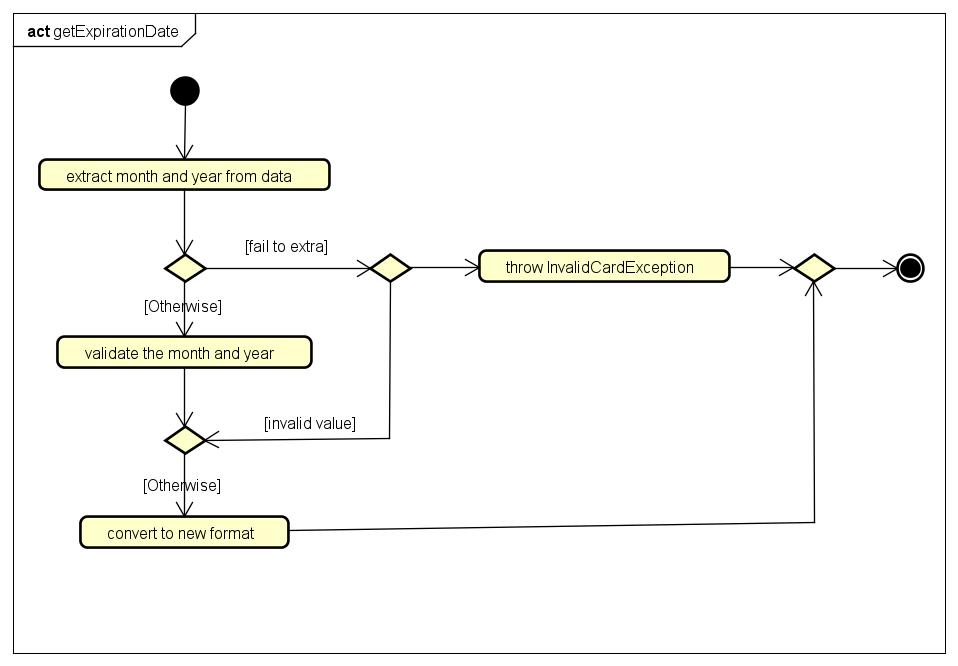 act getExpirationDate
extract month and year from data
[fail to extra]
throw InvalidCardException
[Otherwise]
validate the month and year
[invalid value]
[Otherwise]
convert to new format